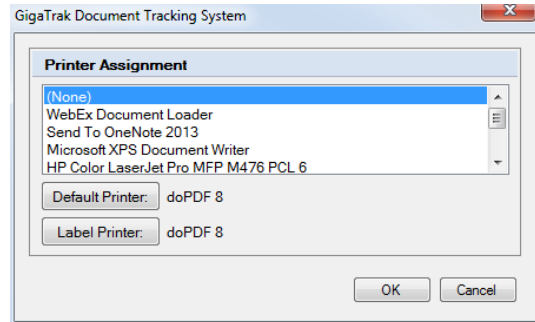 GigaTrak Document Tracking System
Printer Assignment
(None)
WebEx Document Loader
Send To OneNote 2013
Microsoft XPS Document Writer
HP Color LaserJet Pro MFP M476 PCL 6
Default Printer: doPDF 8
Label Printer: doPDF 8
OK Cancel